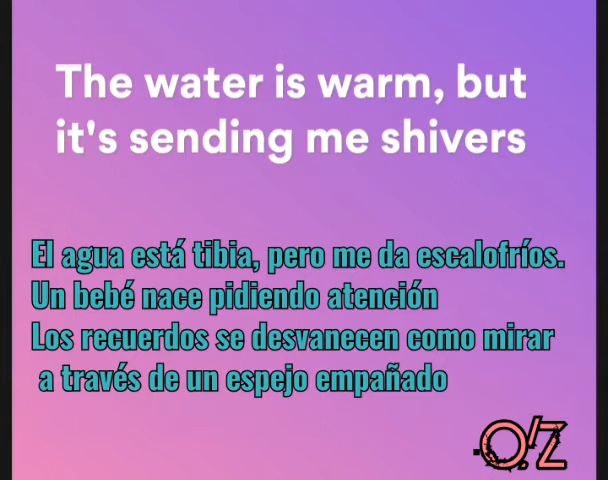 The water is warm, but
it's sending me shivers
El agua está tibia, pero me da escalofríos.
Un bebé nace pidiendo atención
Los recuerdos se desvanecen como mirar
a través de un espejo empañado